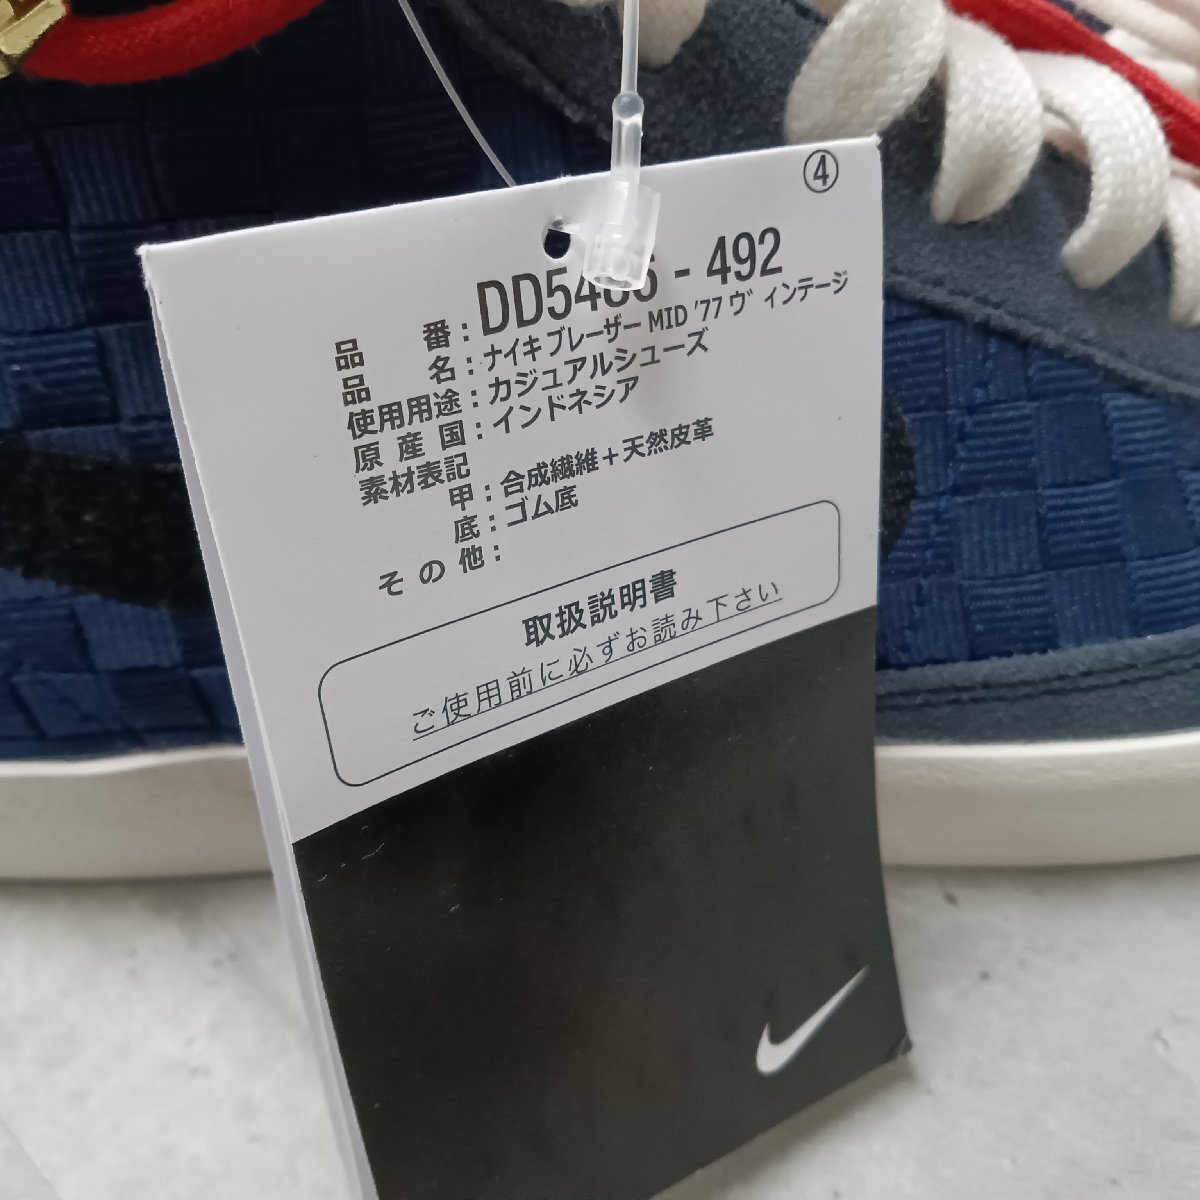 ④
品番：DD5486-492
品名：ナイキ ブレーザー MID '77 ヴィンテージ
使用用途：カジュアルシューズ
原産国：インドネシア
素材表記
甲：合成繊維＋天然皮革
底：ゴム底
その他：
取扱説明書
ご使用前に必ずお読み下さい